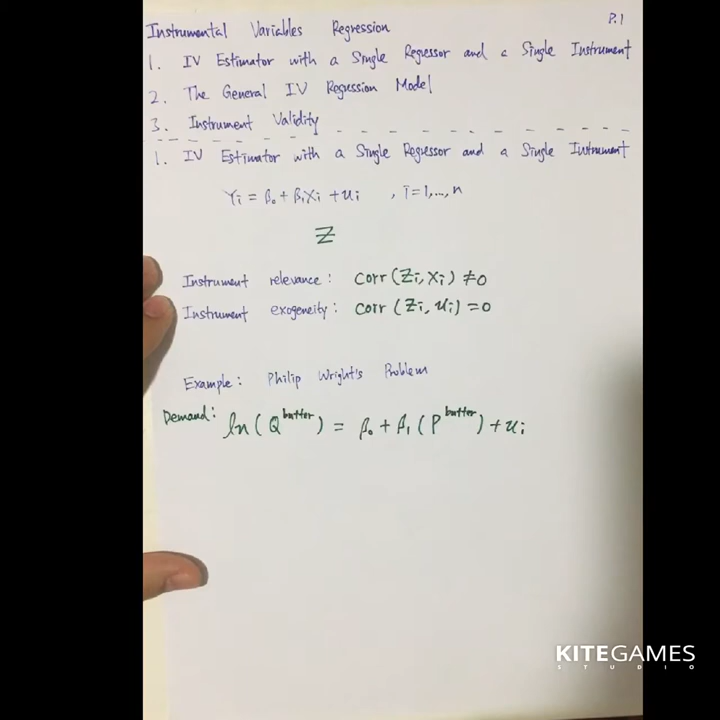 P.1
Instrumental Variables Regression
1. IV Estimator with a Single Regressor and a Single Instrument
2. The General IV Regression Model
3. Instrument Validity
1. IV Estimator with a Single Regressor and a Single Instrument
Yi = β₀ + β₁Xi + ui , i=1,...,n
Z
Instrument relevance: corr(Zi, Xi) ≠ 0
Instrument exogeneity: corr(Zi, ui) = 0
Example: Philip Wright's Problem
Demand: ln(Q^butter) = β₀ + β₁(P^butter) + ui
KITEGAMES
STUDIO